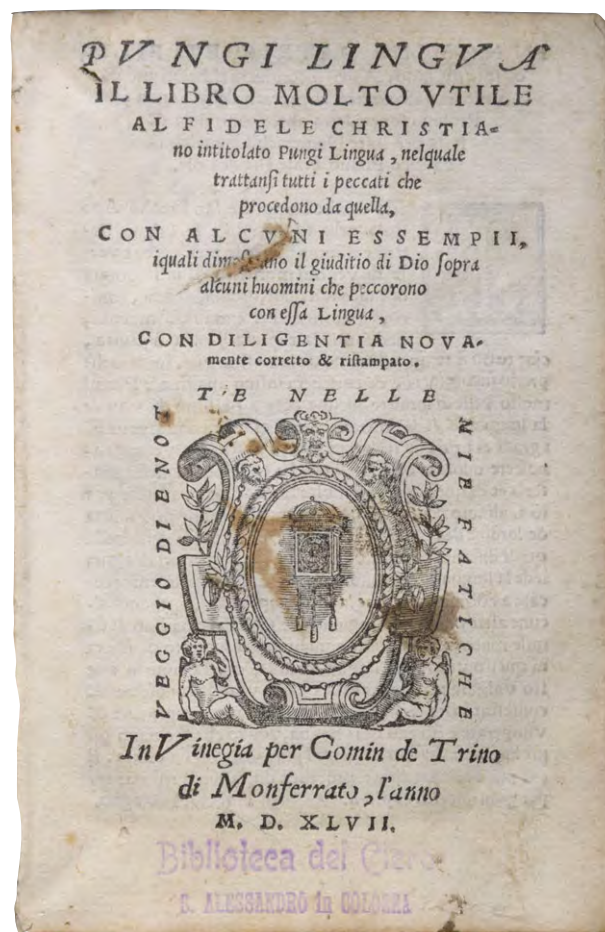 PVNGI LINGVA
IL LIBRO MOLTO VTILE
AL FIDELE CHRISTIA=
no intitolato Pungi Lingua, nelquale
trattansi tutti i peccati che
procedono da quella,
CON ALCVNI ESSEMPII,
iquali dimostrano il giuditio di Dio sopra
alcuni huomini che peccorono
con essa Lingua,
CON DILIGENTIA NOVA-
mente corretto & ristampato.
VEGGIO DI ENOT
TE NELLE
MIE FATICHE
In Vinegia per Comin de Trino
di Monferrato, l'anno
M. D. XLVII.
Biblioteca del Clero
S. ALESSANDRO in COLONNA